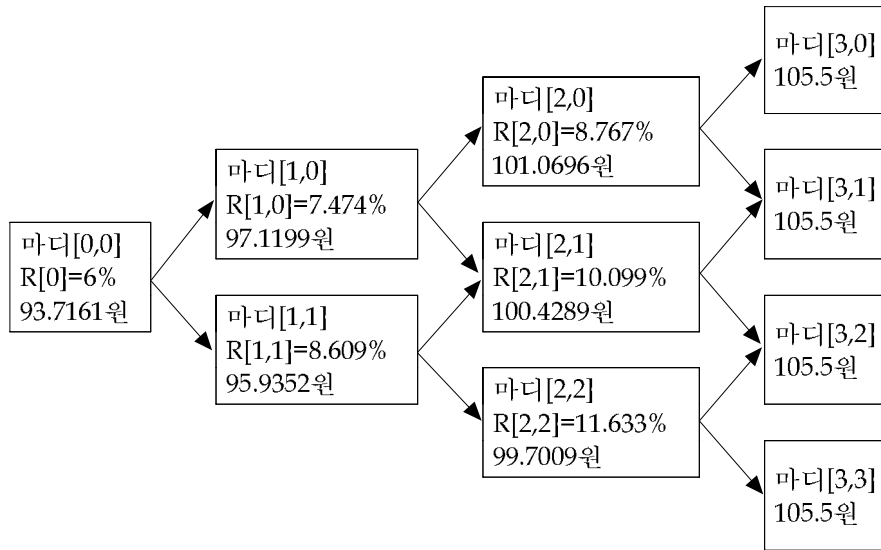 마디[0,0]
R[0]=6%
93.7161원
마디[1,0]
R[1,0]=7.474%
97.1199원
마디[1,1]
R[1,1]=8.609%
95.9352원
마디[2,0]
R[2,0]=8.767%
101.0696원
마디[2,1]
R[2,1]=10.099%
100.4289원
마디[2,2]
R[2,2]=11.633%
99.7009원
마디[3,0]
105.5원
마디[3,1]
105.5원
마디[3,2]
105.5원
마디[3,3]
105.5원